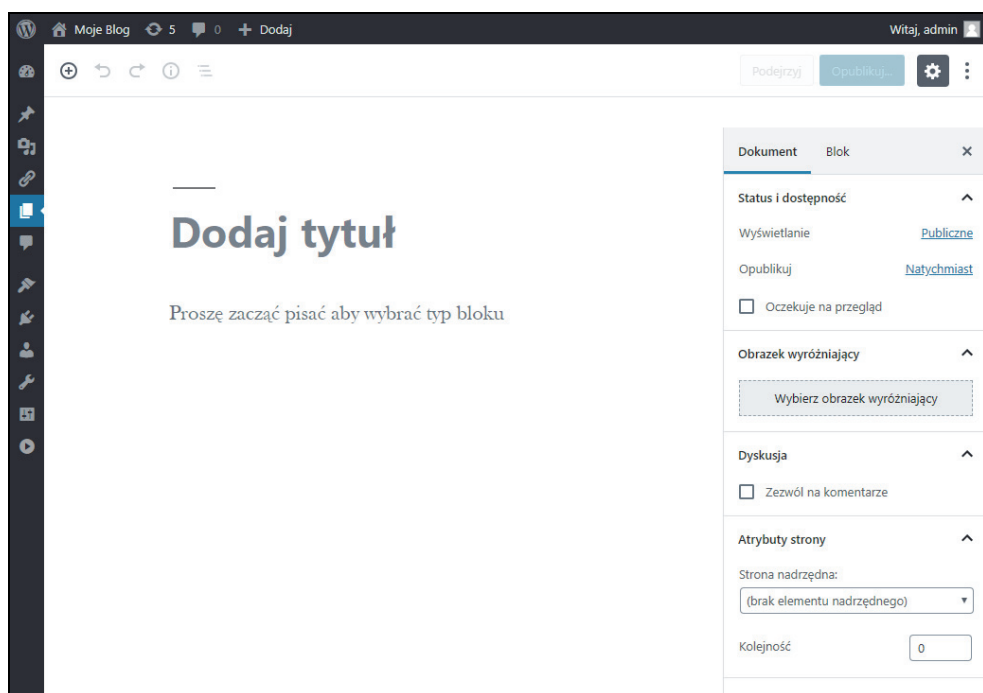 Moje Blog 5 0 + Dodaj Witaj, admin
Podejrzyj Opublikuj...
Dokument Blok
Status i dostępność
Wyświetlanie Publiczne
Opublikuj Natychmiast
Oczekuje na przegląd
Obrazek wyróżniający
Wybierz obrazek wyróżniający
Dyskusja
Zezwól na komentarze
Atrybuty strony
Strona nadrzędna:
(brak elementu nadrzędnego)
Kolejność 0
Dodaj tytuł
Proszę zacząć pisać aby wybrać typ bloku